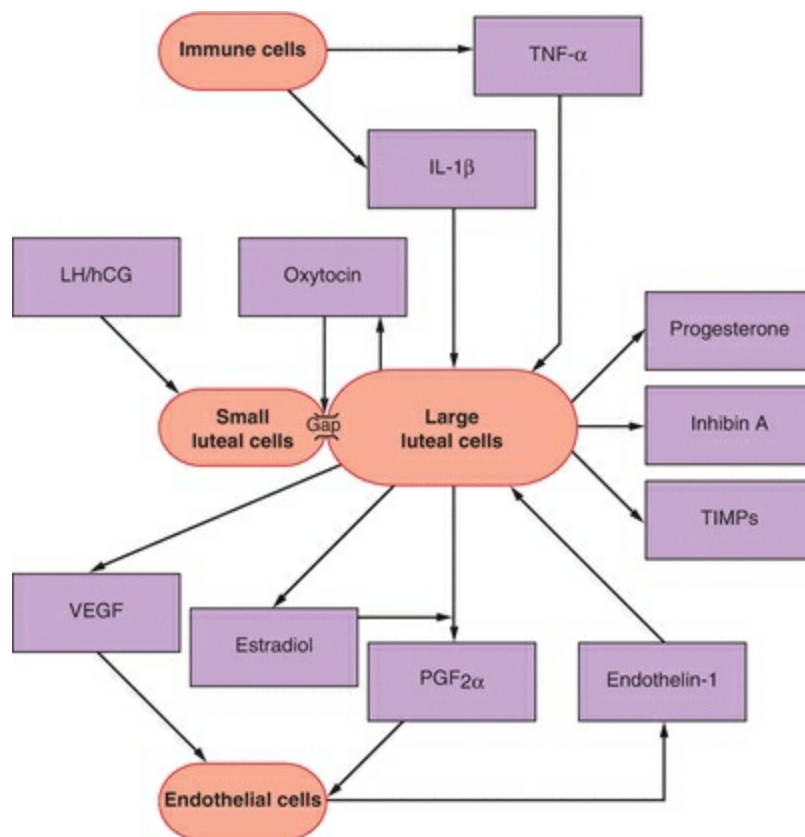 Immune cells
TNF-α
IL-1β
LH/hCG
Oxytocin
Progesterone
Small
luteal cells
Gap
Large
luteal cells
Inhibin A
TIMPs
VEGF
Estradiol
PGF2α
Endothelin-1
Endothelial cells